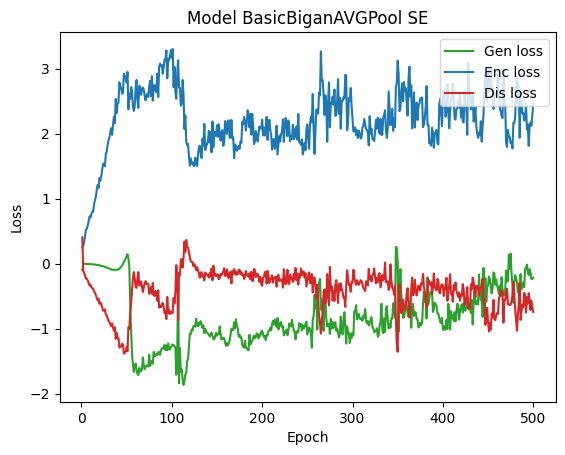 Model BasicBiganAVGPool SE
Gen loss
Enc loss
Dis loss
3
2
1
0
−1
−2
Loss
0
100
200
300
400
500
Epoch